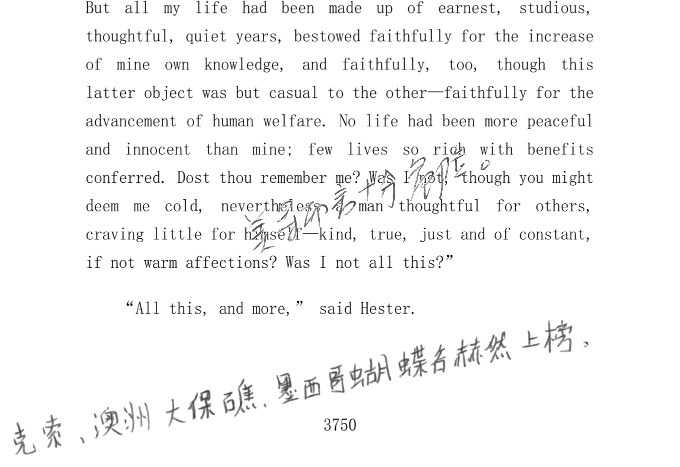 But all my life had been made up of earnest, studious,
thoughtful, quiet years, bestowed faithfully for the increase
of mine own knowledge, and faithfully, too, though this
latter object was but casual to the other—faithfully for the
advancement of human welfare. No life had been more peaceful
and innocent than mine; few lives so rich with benefits
conferred. Dost thou remember me? Was I not, though you might
deem me cold, nevertheless a man thoughtful for others,
craving little for himself—kind, true, just and of constant,
if not warm affections? Was I not all this?”
十分
“All this, and more,” said Hester.
克索、澳洲大保礁、墨西哥蝴蝶谷赫然上榜、
3750